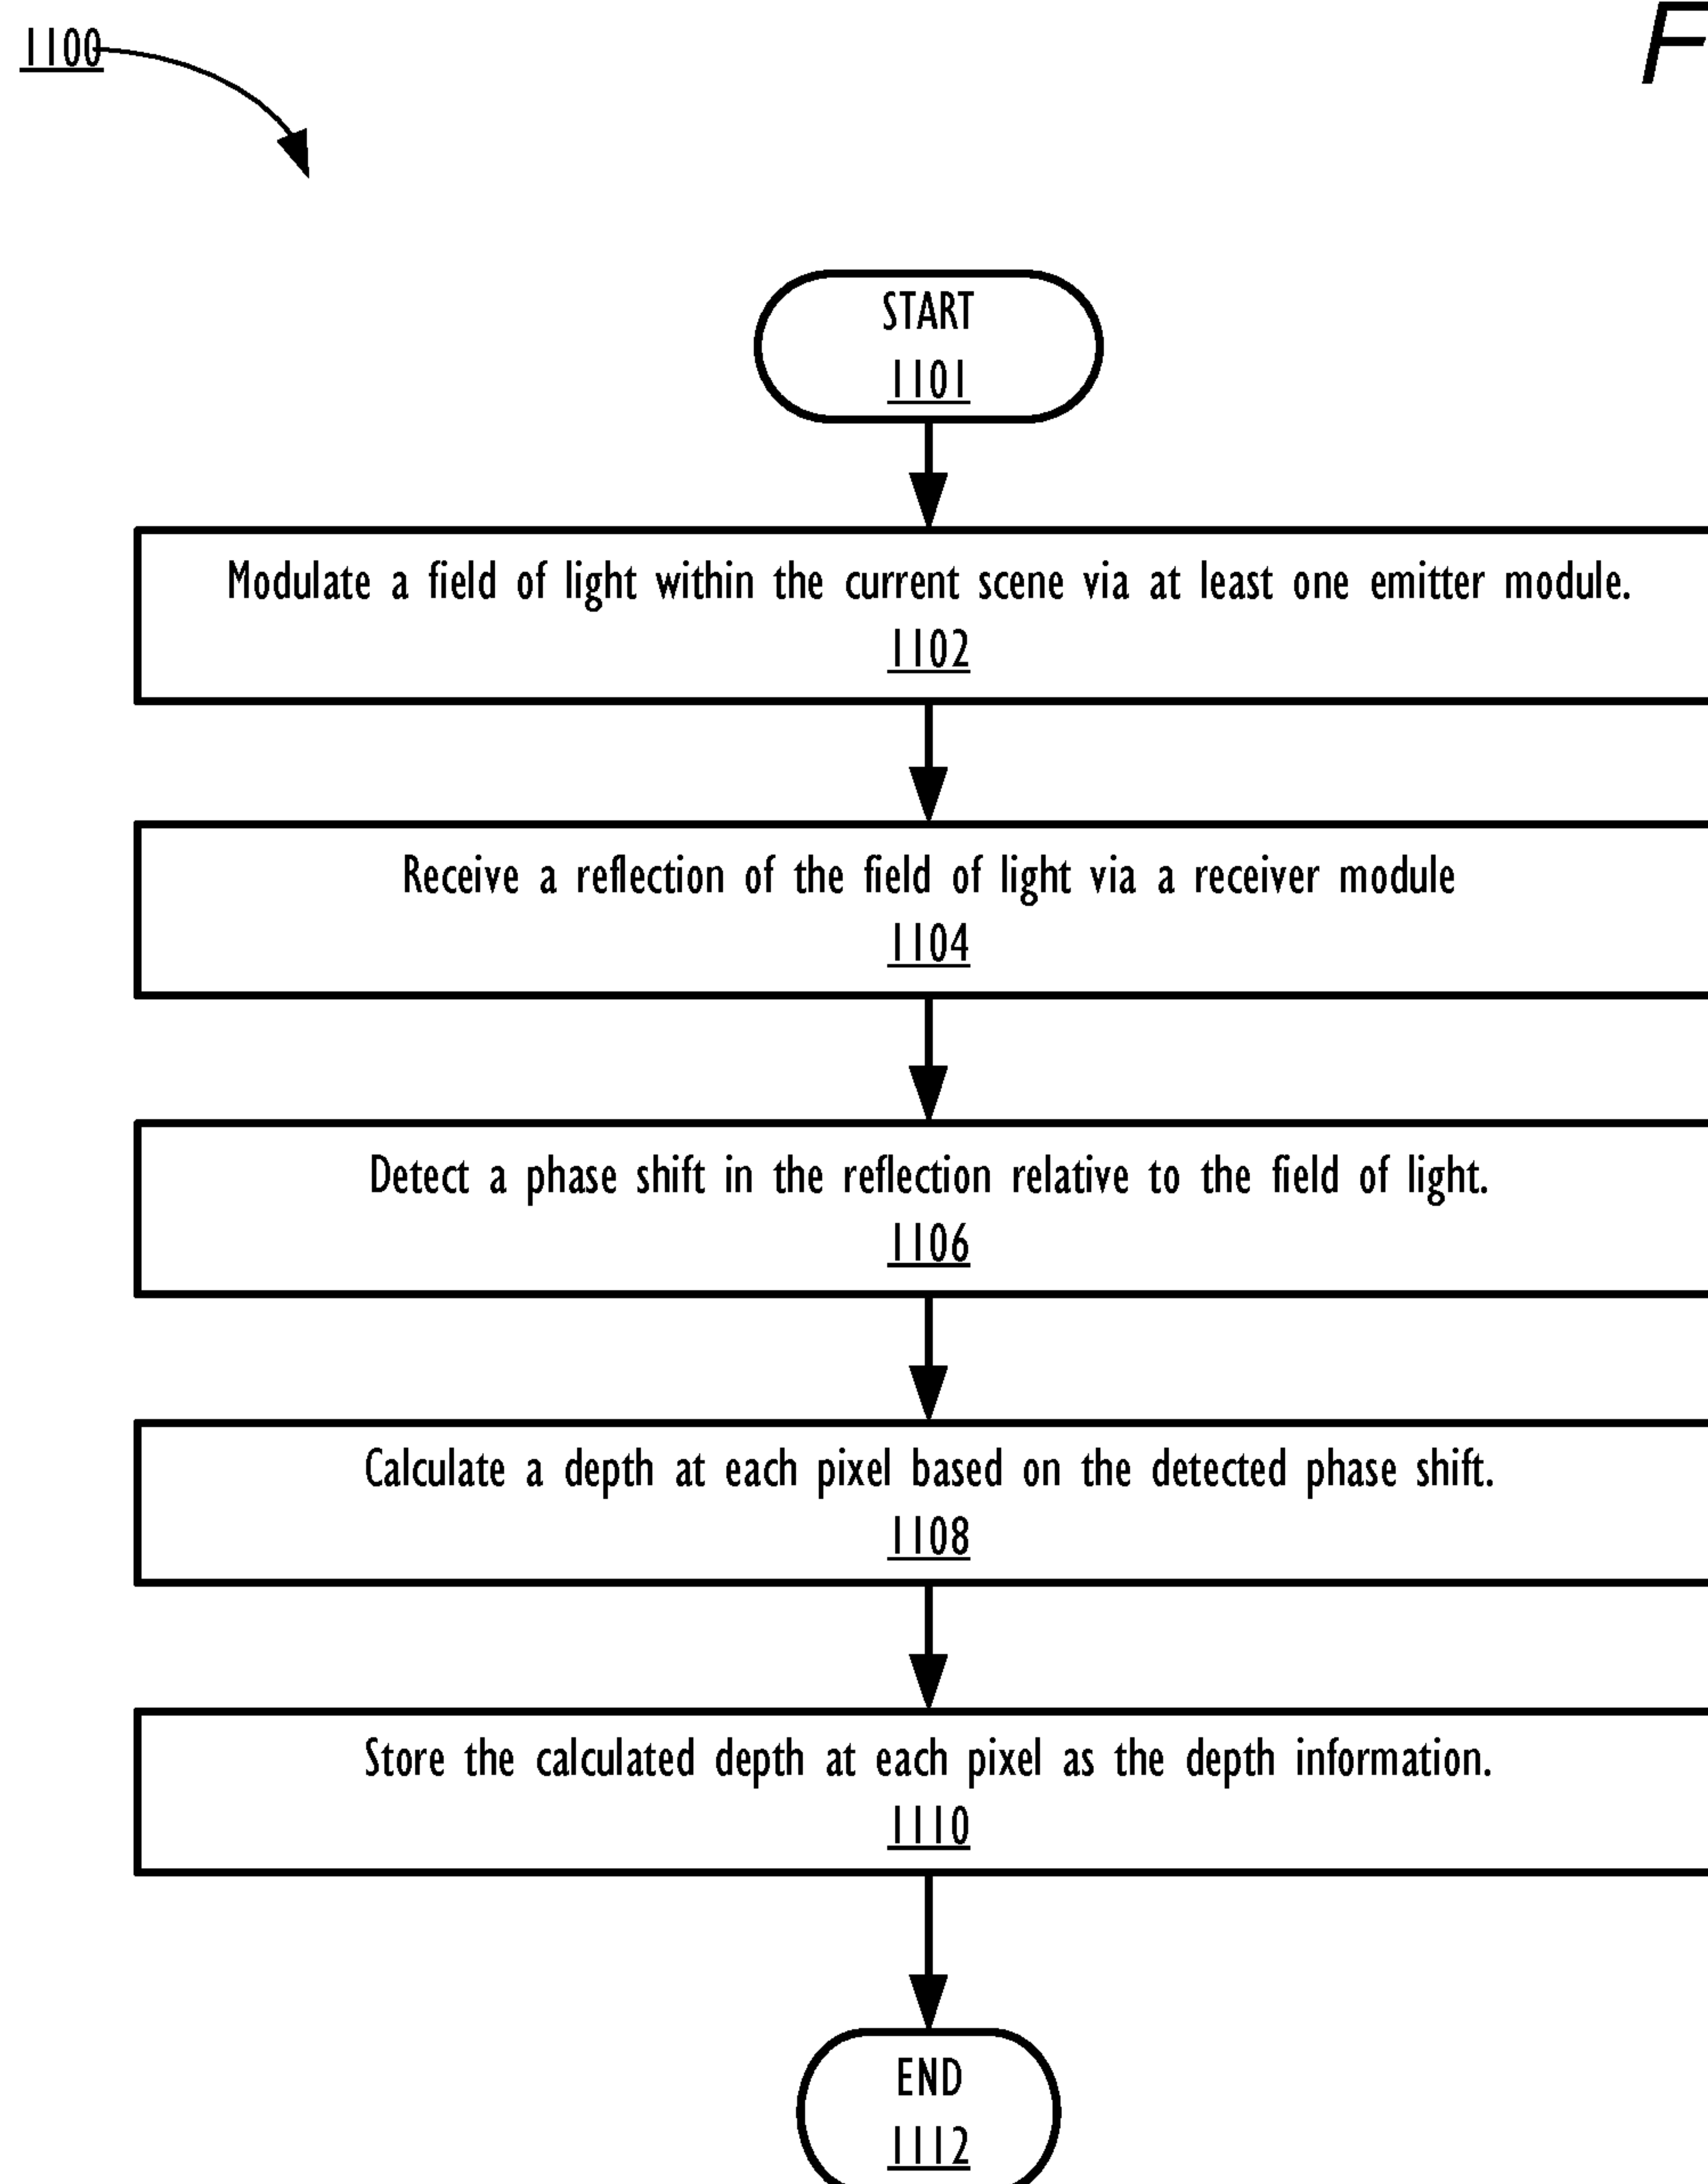 1100
F
START
1101
Modulate a field of light within the current scene via at least one emitter module.
1102
Receive a reflection of the field of light via a receiver module
1104
Detect a phase shift in the reflection relative to the field of light.
1106
Calculate a depth at each pixel based on the detected phase shift.
1108
Store the calculated depth at each pixel as the depth information.
1110
END
1112